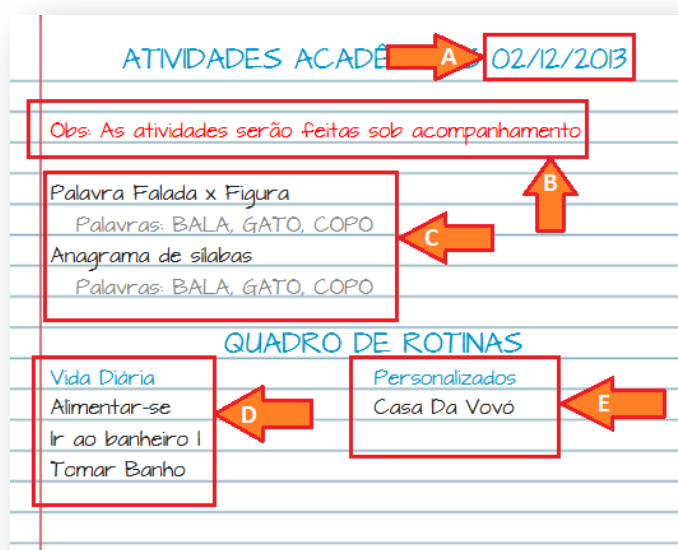 ATIVIDADES ACADÊ A 02/12/2013
Obs: As atividades serão feitas sob acompanhamento
B
Palavra Falada x Figura
Palavras: BALA, GATO, COPO
C
Anagrama de sílabas
Palavras: BALA, GATO, COPO
QUADRO DE ROTINAS
Vida Diária
Personalizados
Alimentar-se
D
Casa Da Vovó
E
Ir ao banheiro I
Tomar Banho